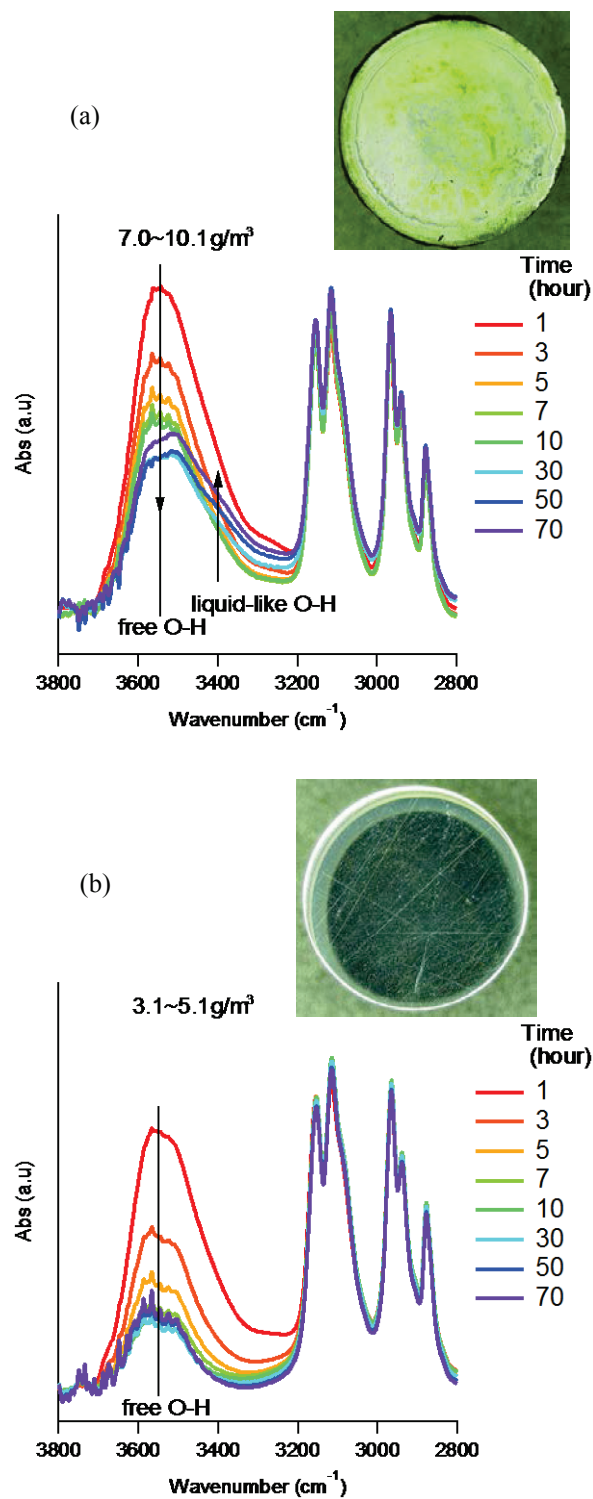 (a)
7.0~10.1 g/m³
Time
(hour)
1
3
5
7
10
30
50
70
Abs (a.u)
liquid-like O-H
free O-H
3800 3600 3400 3200 3000 2800
Wavenumber (cm⁻¹)
(b)
3.1~5.1 g/m³
Time
(hour)
1
3
5
7
10
30
50
70
Abs (a.u)
free O-H
3800 3600 3400 3200 3000 2800
Wavenumber (cm⁻¹)